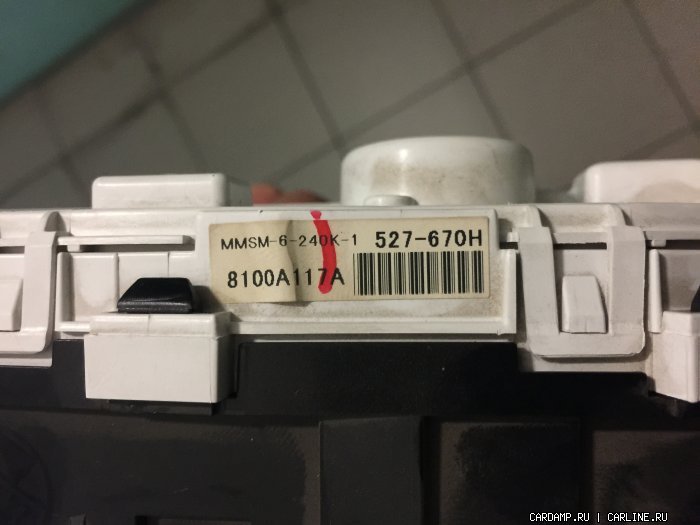 MMSM-6-240K-1 527-670H
8100A117A
CARDAMP.RU | CARLINE.RU